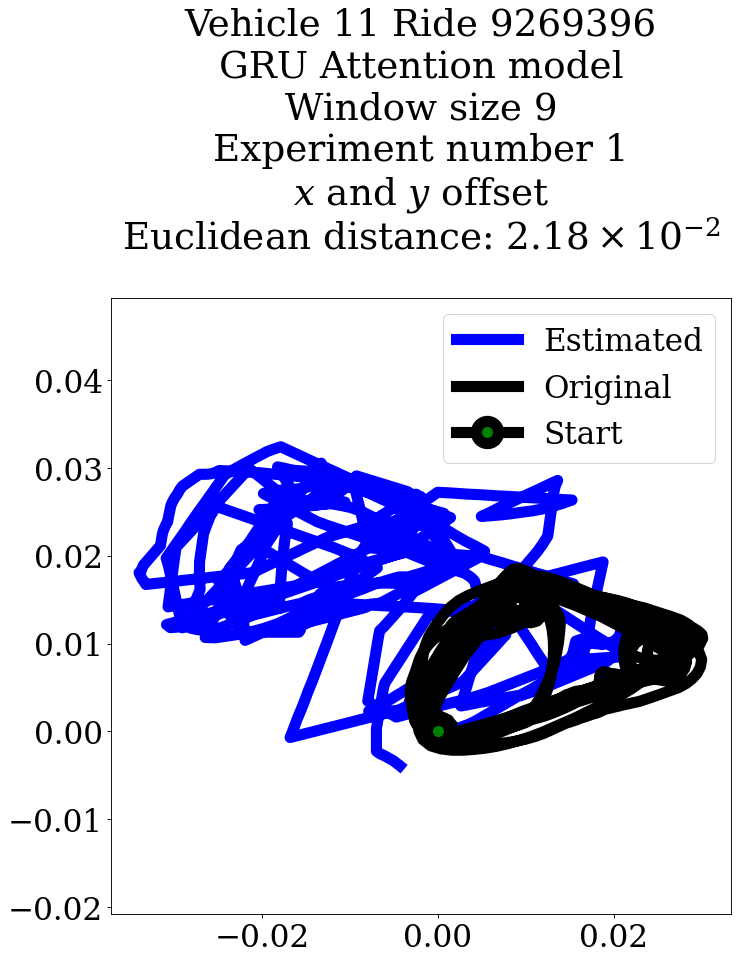 Vehicle 11 Ride 9269396
GRU Attention model
Window size 9
Experiment number 1
x and y offset
Euclidean distance: 2.18 × 10⁻²
Estimated
Original
Start
0.04
0.03
0.02
0.01
0.00
−0.01
−0.02
−0.02 0.00 0.02